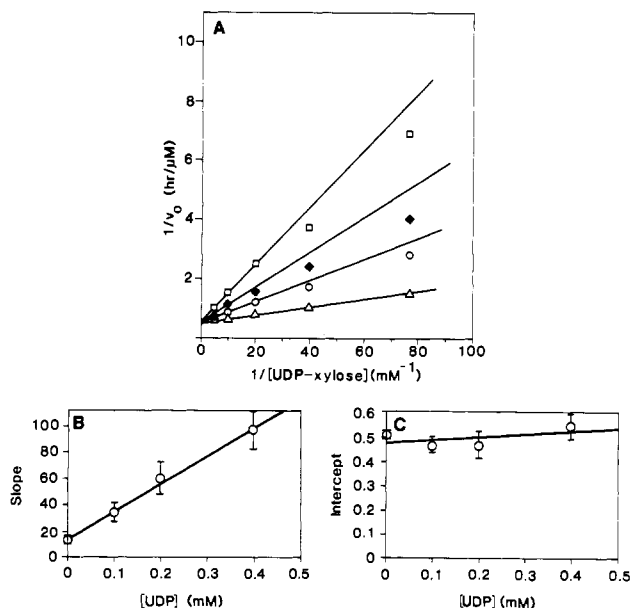 A
10
8
6
4
2
1/v₀ (hr/μM)
0 20 40 60 80 100
1/[UDP-xylose](mM⁻¹)
B
100
80
60
40
20
0
Slope
0 0.1 0.2 0.3 0.4 0.5
[UDP] (mM)
C
0.6
0.5
0.4
0.3
0.2
0.1
0
Intercept
0 0.1 0.2 0.3 0.4 0.5
[UDP] (mM)